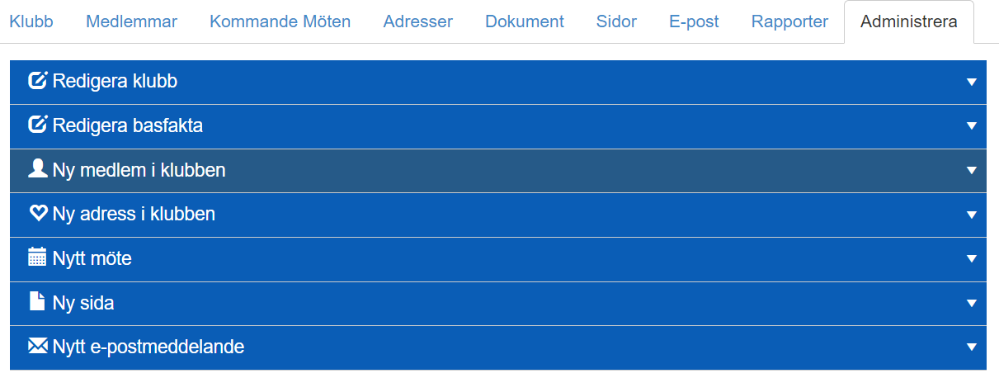 Klubb Medlemmar Kommande Möten Adresser Dokument Sidor E-post Rapporter Administrera
Redigera klubb
Redigera basfakta
Ny medlem i klubben
Ny adress i klubben
Nytt möte
Ny sida
Nytt e-postmeddelande